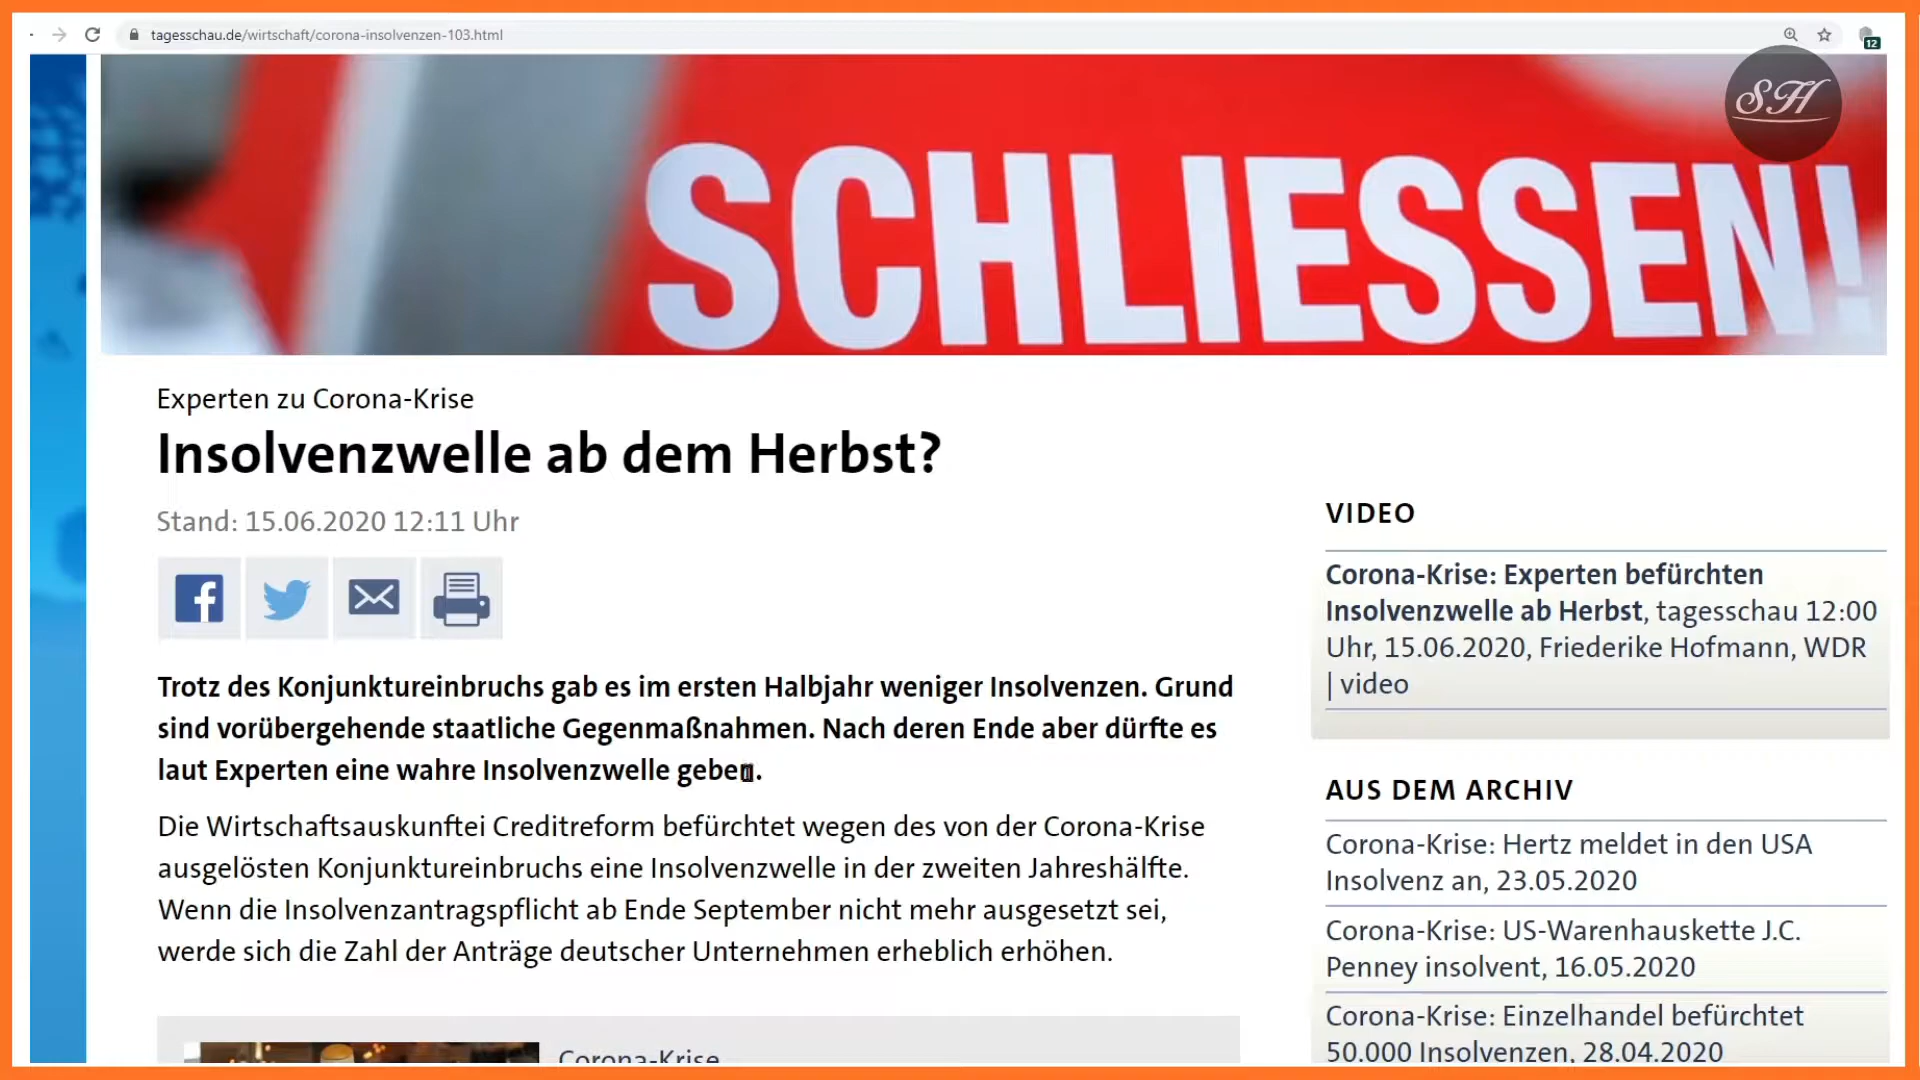 tagesschau.de/wirtschaft/corona-insolvenzen-103.html
12
SH
SCHLIESSEN!
Experten zu Corona-Krise
Insolvenzwelle ab dem Herbst?
Stand: 15.06.2020 12:11 Uhr
Trotz des Konjunktureinbruchs gab es im ersten Halbjahr weniger Insolvenzen. Grund
sind vorübergehende staatliche Gegenmaßnahmen. Nach deren Ende aber dürfte es
laut Experten eine wahre Insolvenzwelle geben.
Die Wirtschaftsauskunftei Creditreform befürchtet wegen des von der Corona-Krise
ausgelösten Konjunktureinbruchs eine Insolvenzwelle in der zweiten Jahreshälfte.
Wenn die Insolvenzantragspflicht ab Ende September nicht mehr ausgesetzt sei,
werde sich die Zahl der Anträge deutscher Unternehmen erheblich erhöhen.
Corona-Krise
VIDEO
Corona-Krise: Experten befürchten
Insolvenzwelle ab Herbst, tagesschau 12:00
Uhr, 15.06.2020, Friederike Hofmann, WDR
| video
AUS DEM ARCHIV
Corona-Krise: Hertz meldet in den USA
Insolvenz an, 23.05.2020
Corona-Krise: US-Warenhauskette J.C.
Penney insolvent, 16.05.2020
Corona-Krise: Einzelhandel befürchtet
50.000 Insolvenzen, 28.04.2020